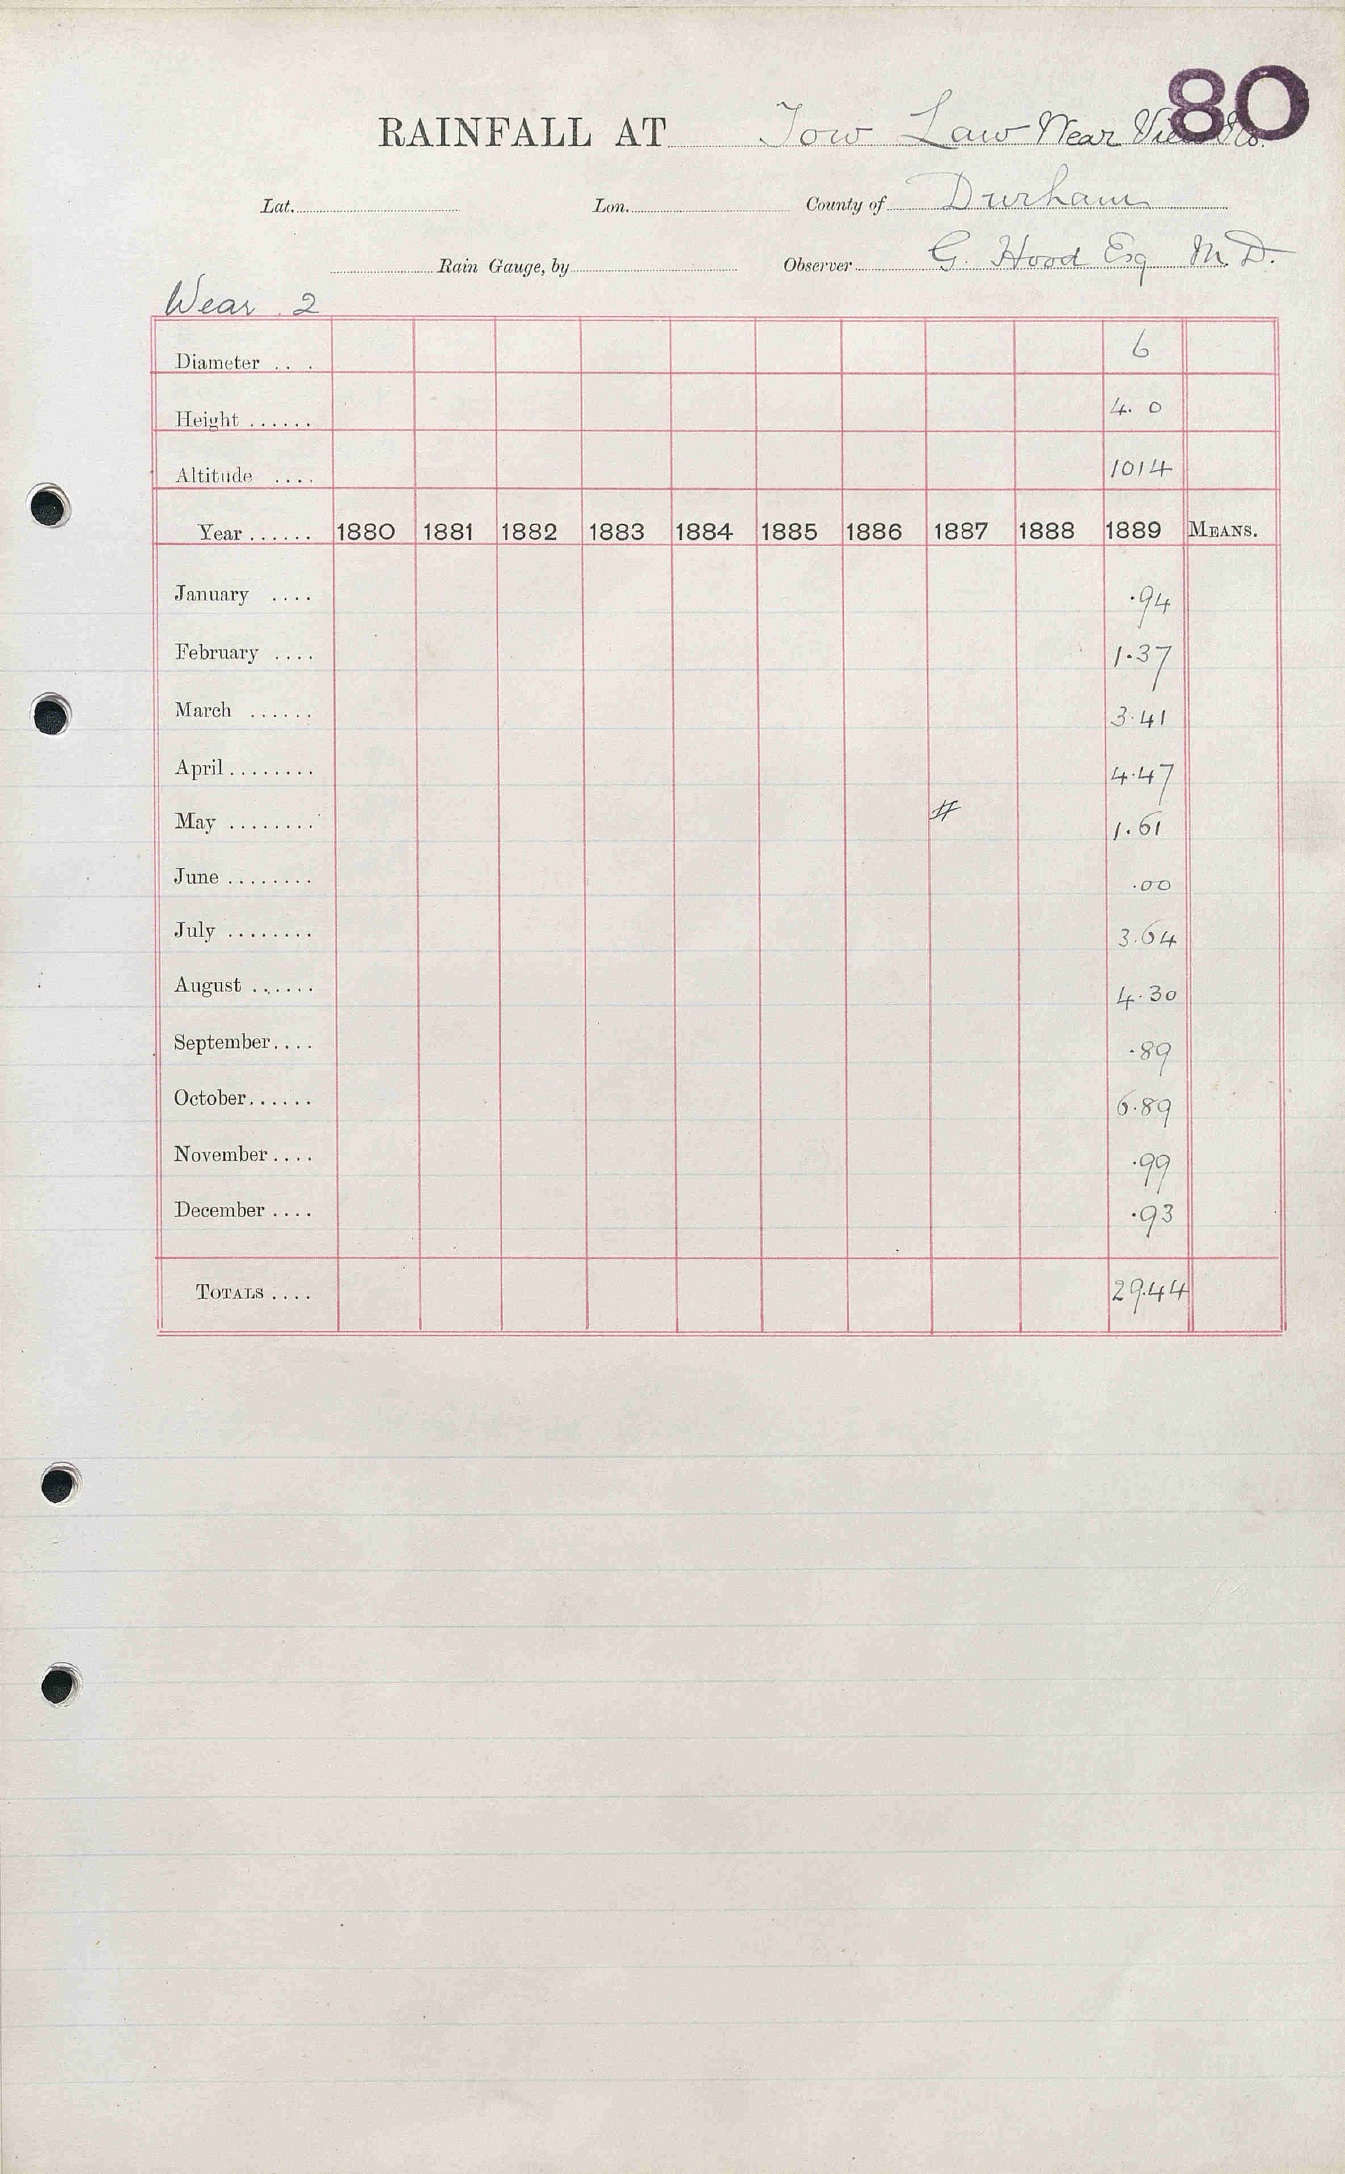 80
RAINFALL AT Tow Law Wear View Ho.
Lat. Lon. County of Durham
Rain Gauge, by Observer G. Hood Esq M.D.
Wear 2
Diameter . . . 6
Height ...... 4. 0
Altitude .... 1014
Year ...... 1880 1881 1882 1883 1884 1885 1886 1887 1888 1889 MEANS.
January .... .94
February .... 1.37
March ...... 3.41
April ........ 4.47
May ........ # 1.61
June ........ .00
July ........ 3.64
August ...... 4.30
September .... .89
October ...... 6.89
November .... .99
December .... .93
TOTALS .... 29.44